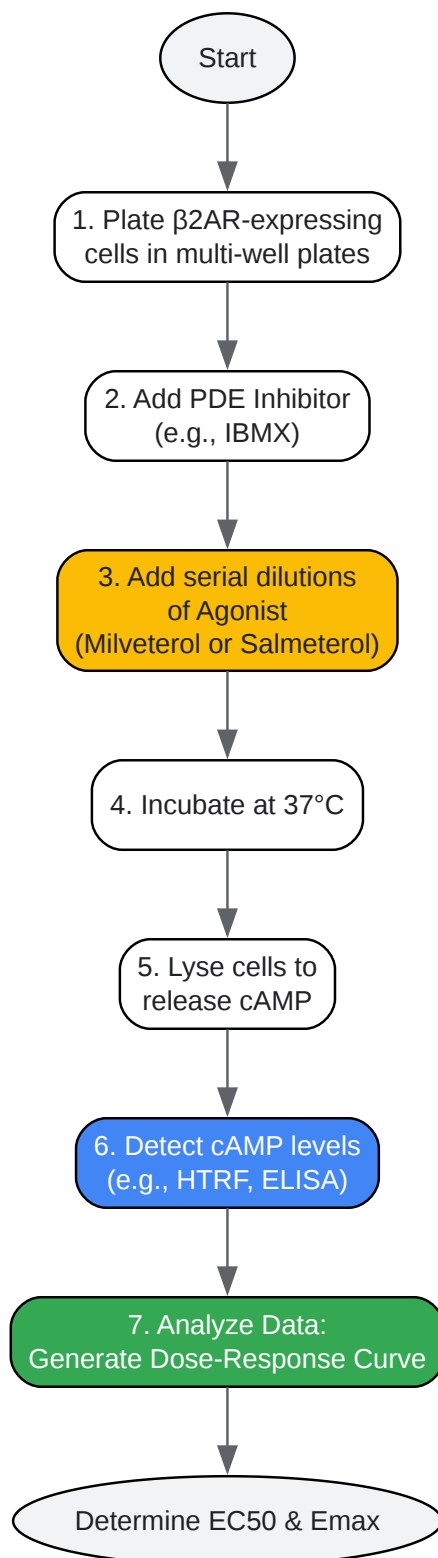 Start
1. Plate β2AR-expressing
cells in multi-well plates
2. Add PDE Inhibitor
(e.g., IBMX)
3. Add serial dilutions
of Agonist
(Milveterol or Salmeterol)
4. Incubate at 37°C
5. Lyse cells to
release cAMP
6. Detect cAMP levels
(e.g., HTRF, ELISA)
7. Analyze Data:
Generate Dose-Response Curve
Determine EC50 & Emax